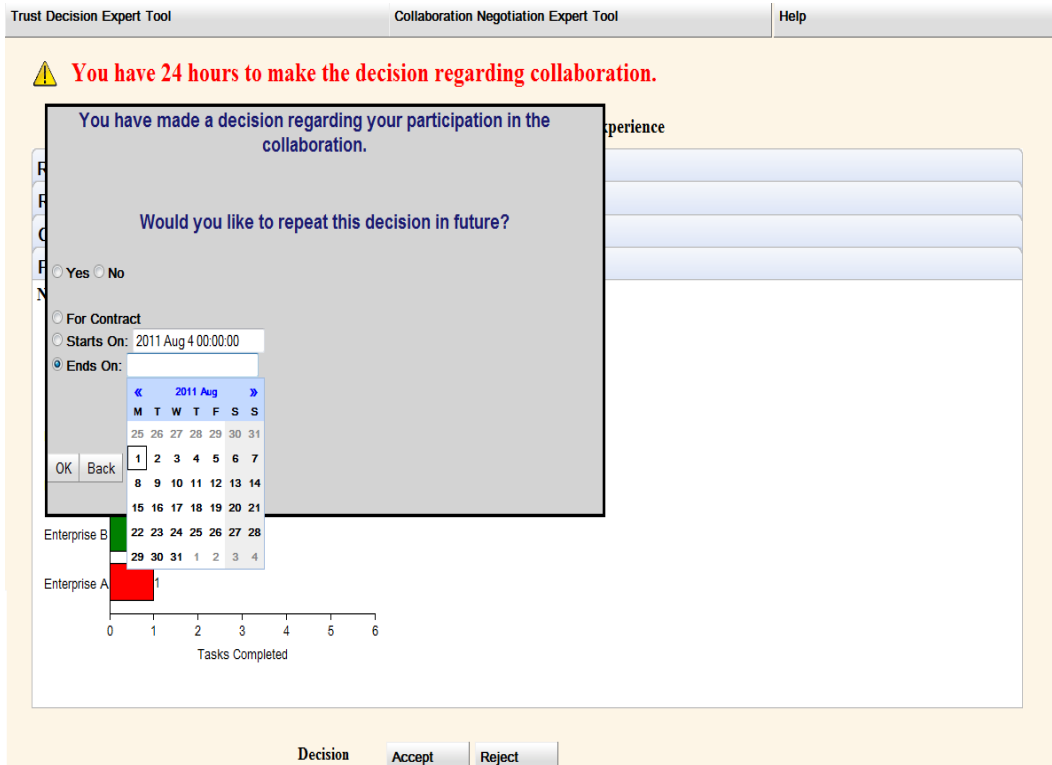 Trust Decision Expert Tool Collaboration Negotiation Expert Tool Help
You have 24 hours to make the decision regarding collaboration.
You have made a decision regarding your participation in the
collaboration.
Would you like to repeat this decision in future?
Yes No
For Contract
Starts On: 2011 Aug 4 00:00:00
Ends On:
« 2011 Aug »
M T W T F S S
25 26 27 28 29 30 31
1 2 3 4 5 6 7
8 9 10 11 12 13 14
15 16 17 18 19 20 21
22 23 24 25 26 27 28
29 30 31 1 2 3 4
OK Back
Enterprise B
Enterprise A 1
0 1 2 3 4 5 6
Tasks Completed
Decision Accept Reject